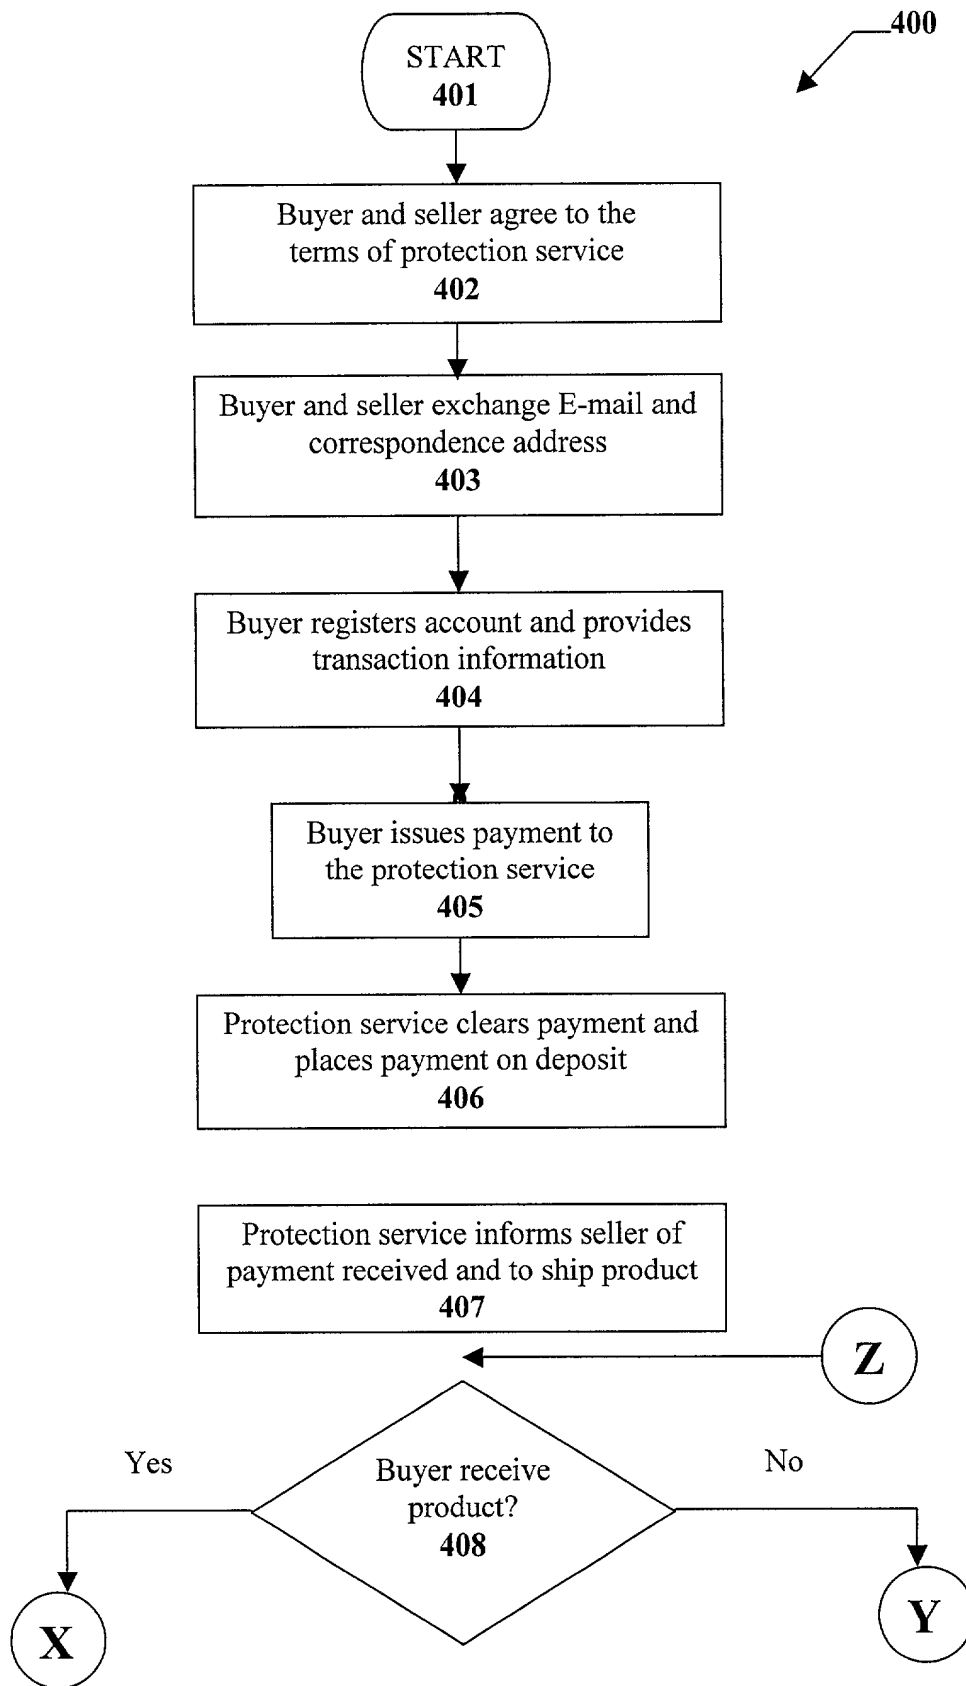 400
START
401
Buyer and seller agree to the
terms of protection service
402
Buyer and seller exchange E-mail and
correspondence address
403
Buyer registers account and provides
transaction information
404
Buyer issues payment to
the protection service
405
Protection service clears payment and
places payment on deposit
406
Protection service informs seller of
payment received and to ship product
407
Z
Yes
No
Buyer receive
product?
408
X
Y